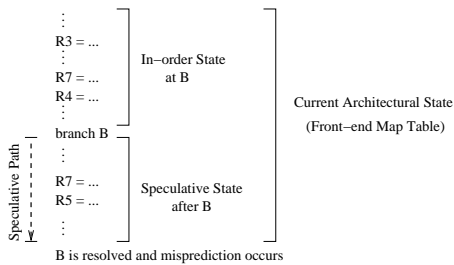 ⋮
R3 = ...
⋮
R7 = ...
R4 = ...
⋮
In−order State
at B
branch B
⋮
R7 = ...
R5 = ...
⋮
Speculative State
after B
Speculative Path
Current Architectural State
(Front−end Map Table)
B is resolved and misprediction occurs